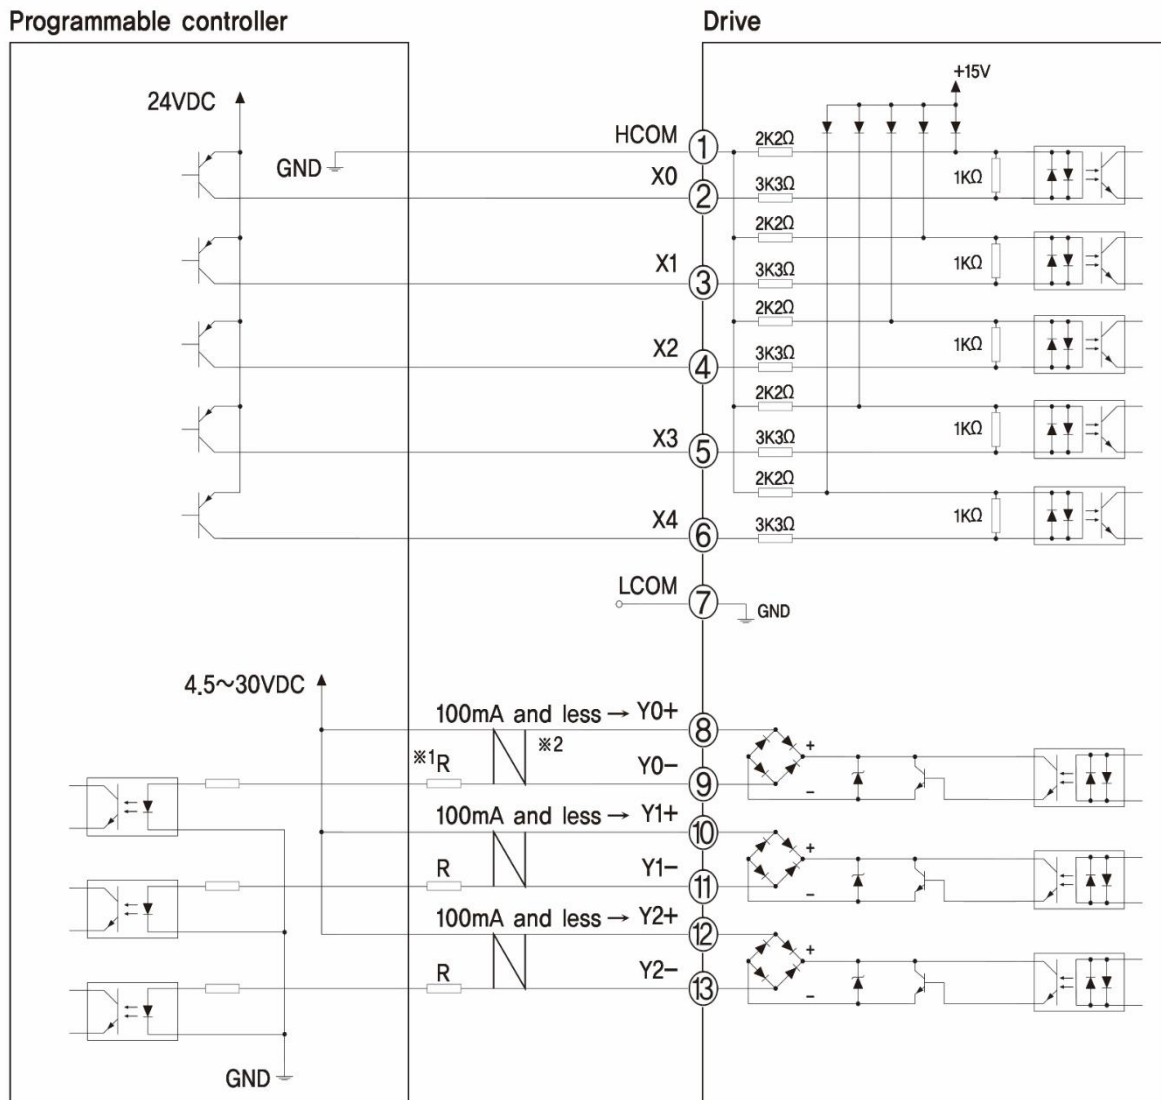 Programmable controller
Drive
+15V
24VDC
HCOM
1
2K2Ω
GND
1KΩ
X0
2
3K3Ω
2K2Ω
X1
3
3K3Ω
1KΩ
2K2Ω
X2
4
3K3Ω
1KΩ
2K2Ω
X3
5
3K3Ω
1KΩ
2K2Ω
X4
6
3K3Ω
1KΩ
LCOM
7
GND
4.5~30VDC
100mA and less → Y0+
8
※2
+
※1
R
Y0-
9
-
100mA and less → Y1+
10
+
R
Y1-
11
-
100mA and less → Y2+
12
+
R
Y2-
13
-
GND